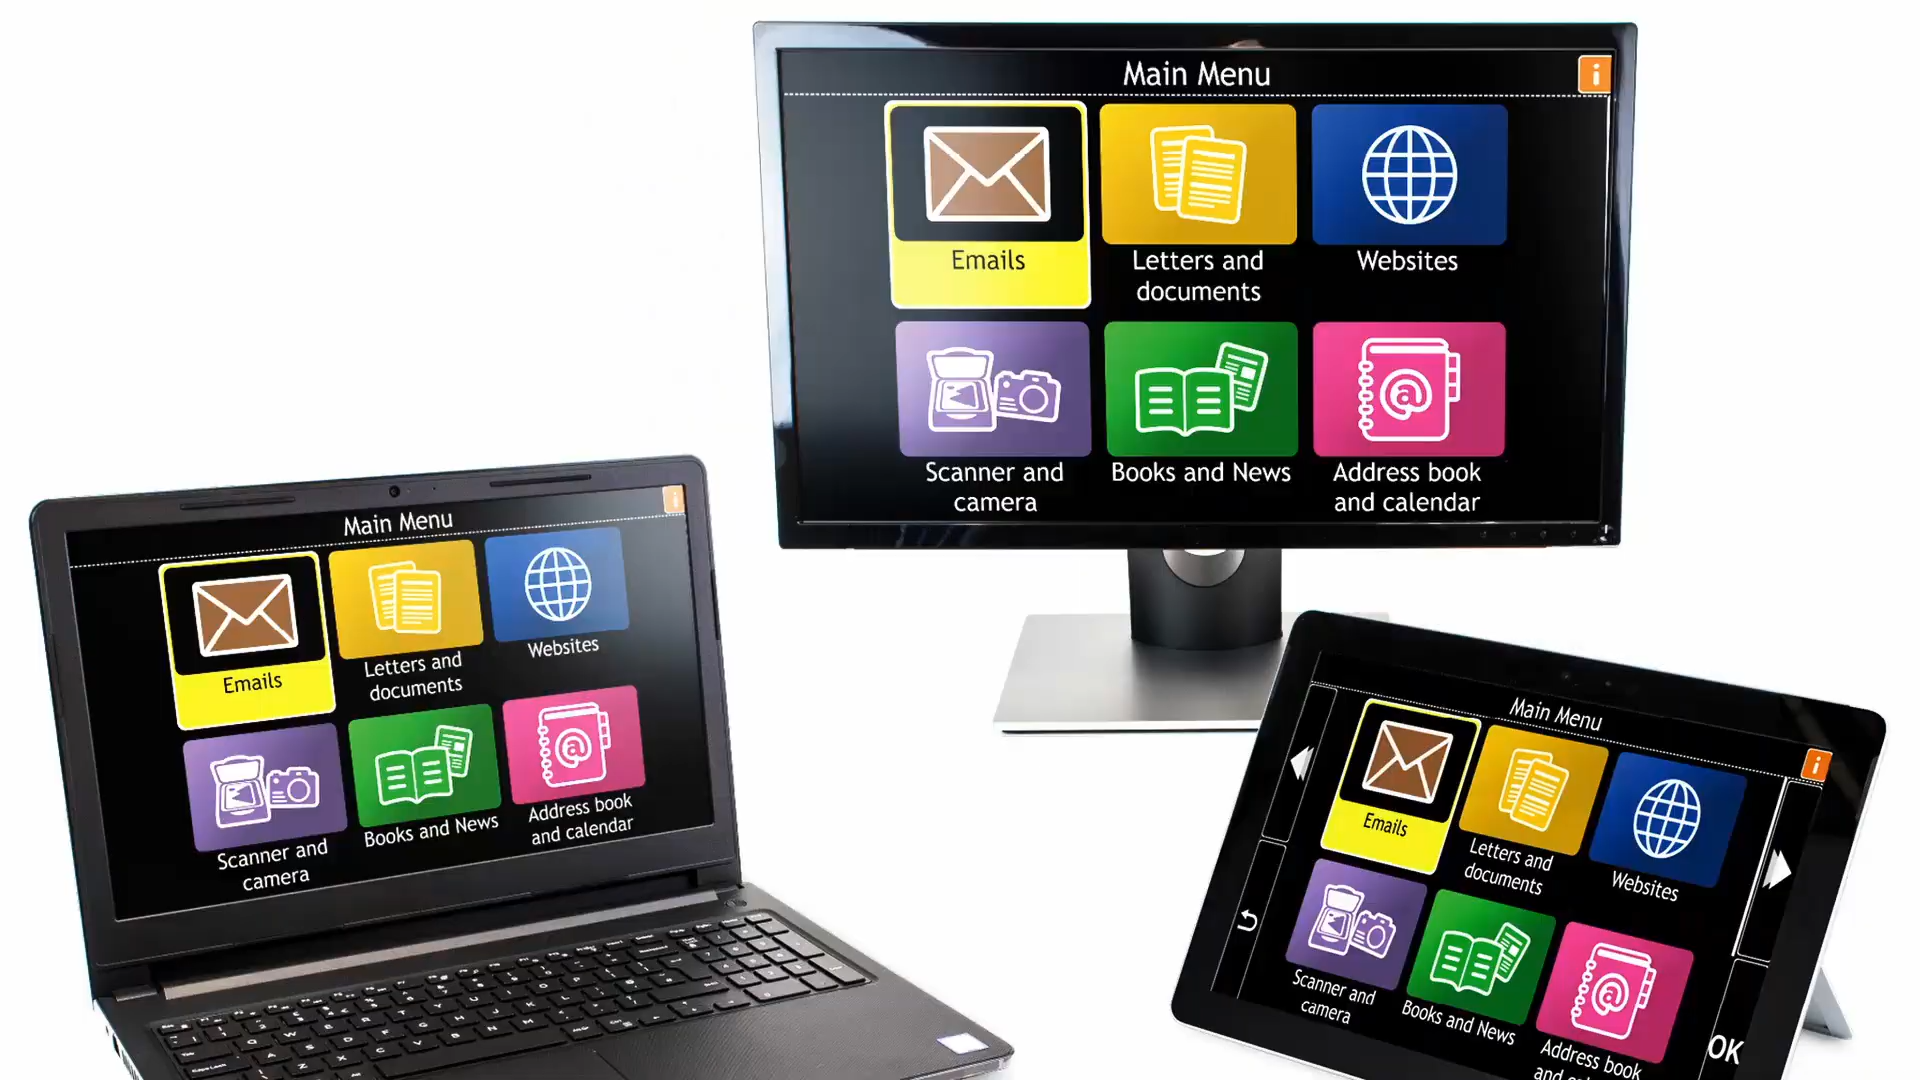 Main Menu
i
Emails
Letters and
documents
Websites
Scanner and
camera
Books and News
Address book
and calendar
Main Menu
i
Emails
Letters and
documents
Websites
Scanner and
camera
Books and News
Address book
and calendar
Main Menu
i
Emails
Letters and
documents
Websites
Scanner and
camera
Books and News
Address book
OK